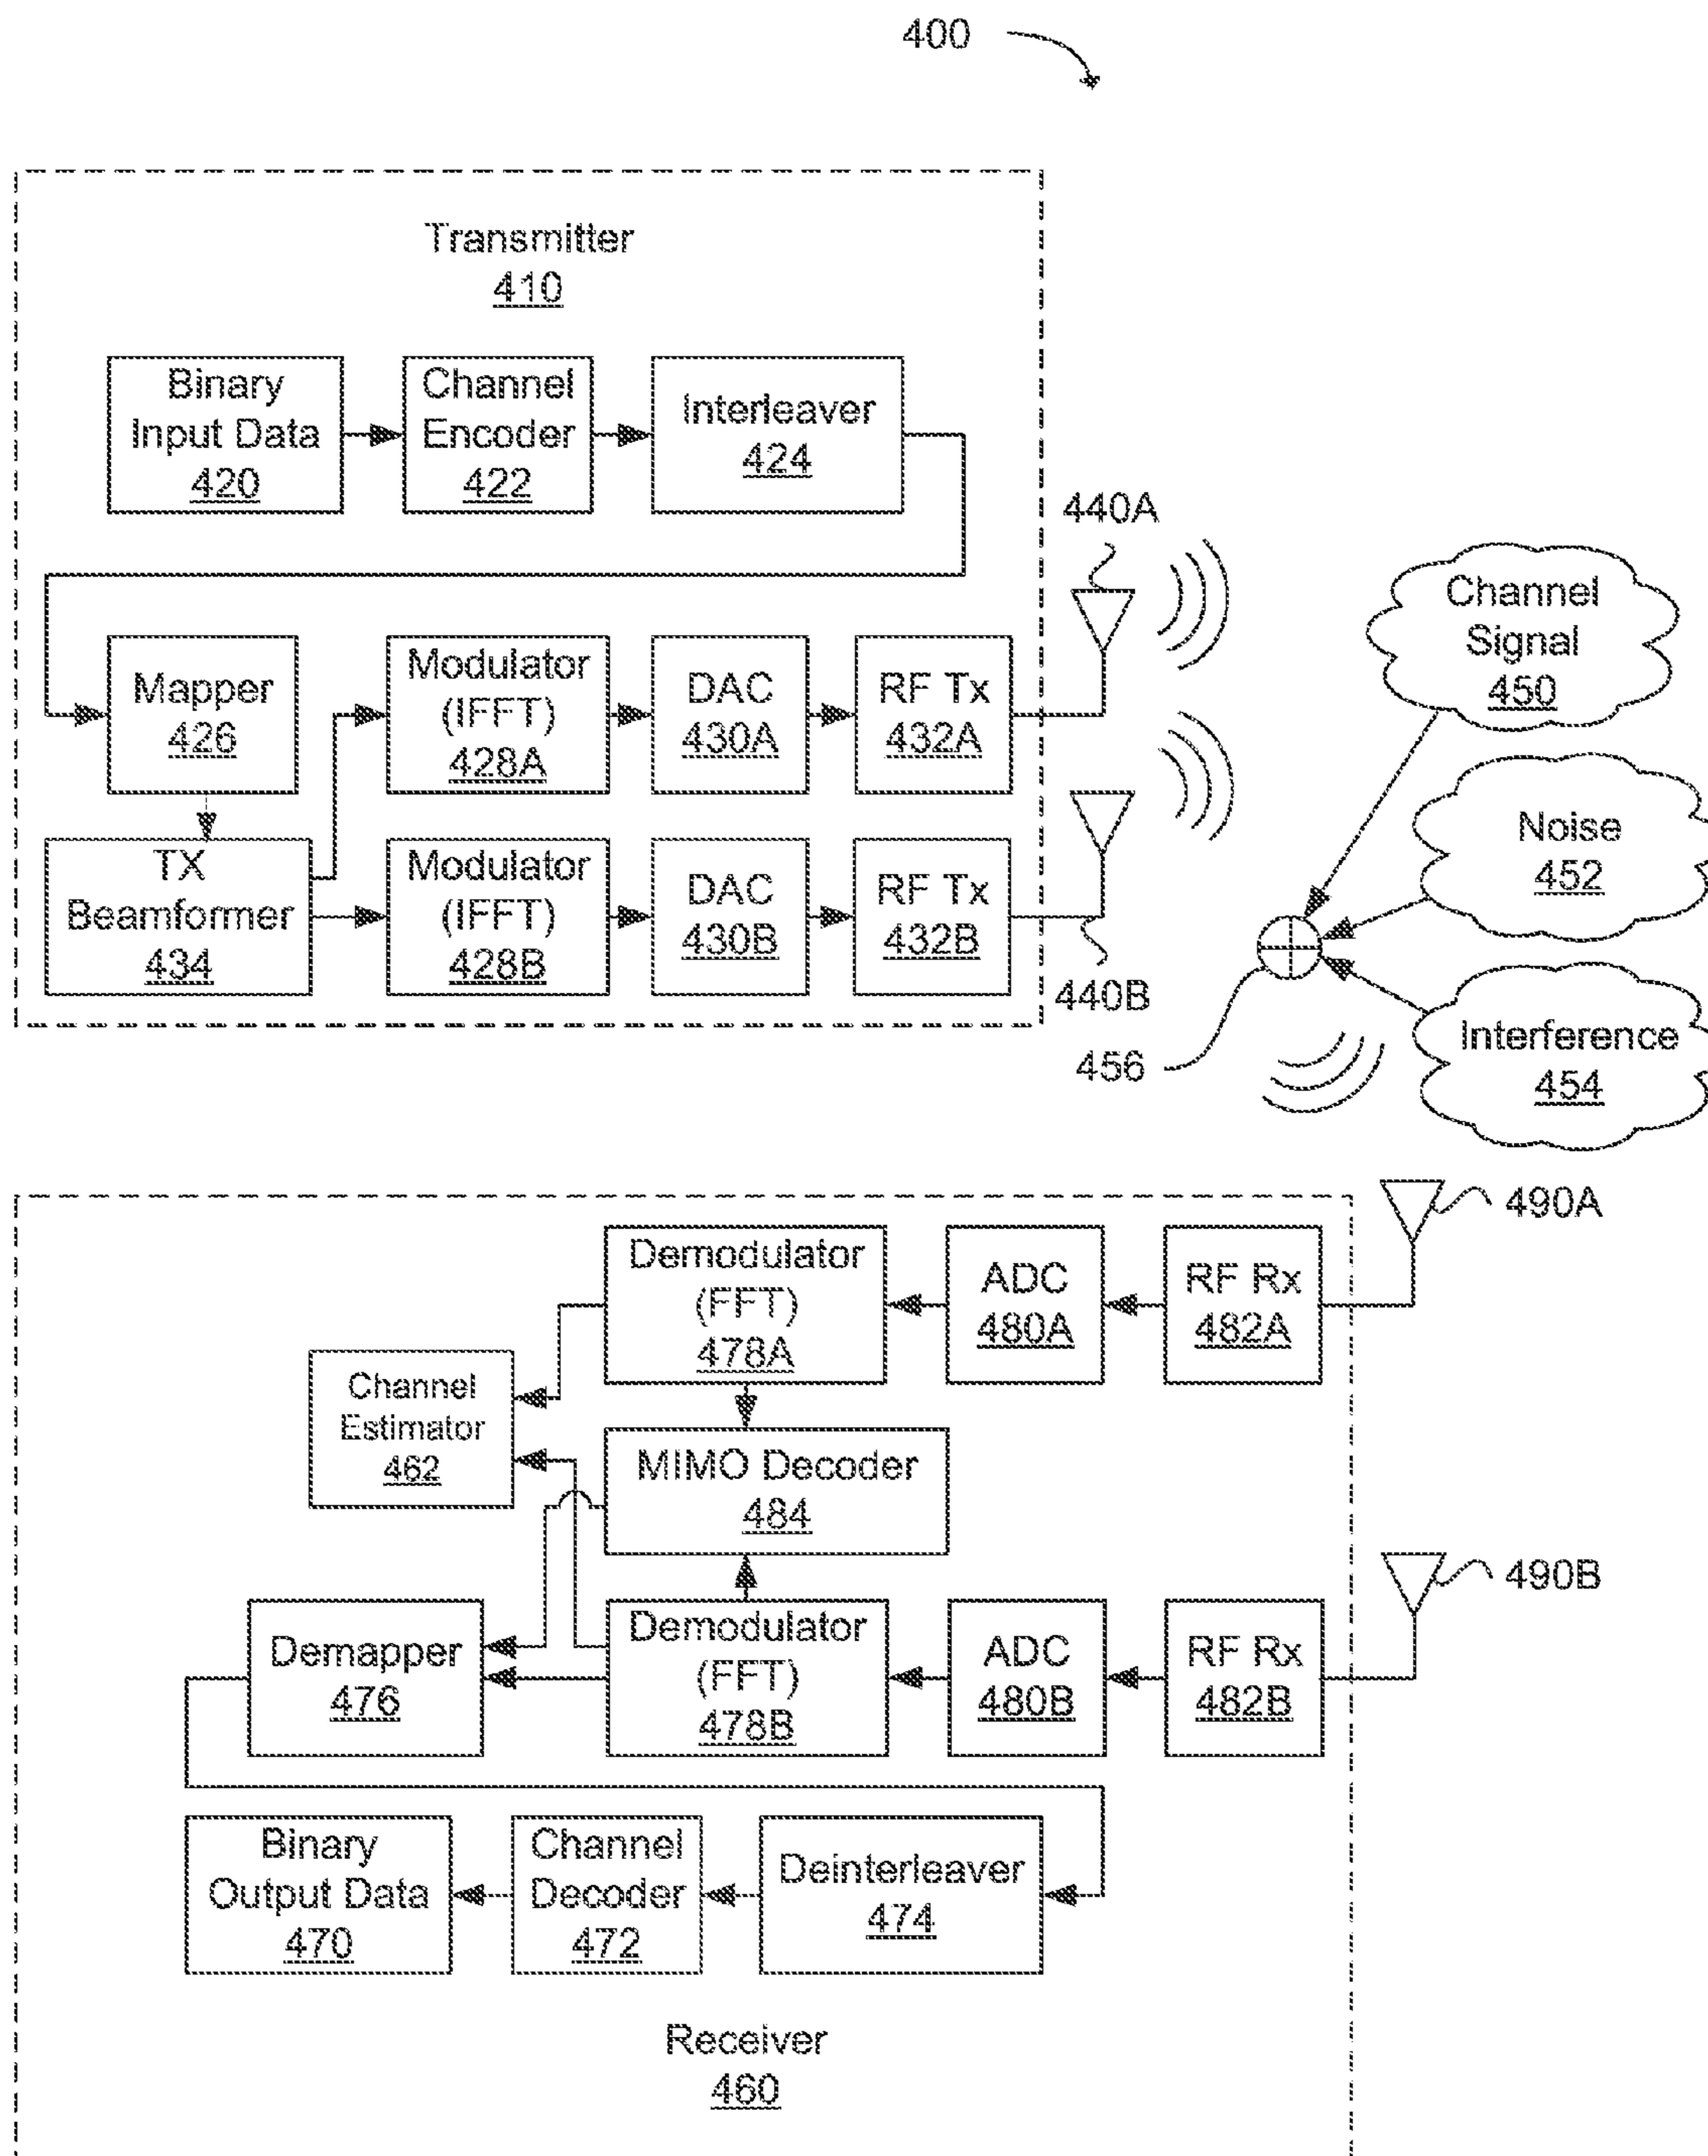 400
Transmitter
410
Binary
Input Data
420
Channel
Encoder
422
Interleaver
424
440A
Mapper
426
Modulator
(IFFT)
428A
DAC
430A
RF Tx
432A
Channel
Signal
450
TX
Beamformer
434
Modulator
(IFFT)
428B
DAC
430B
RF Tx
432B
440B
Noise
452
456
Interference
454
490A
Demodulator
(FFT)
478A
ADC
480A
RF Rx
482A
Channel
Estimator
462
MIMO Decoder
484
490B
Demapper
476
Demodulator
(FFT)
478B
ADC
480B
RF Rx
482B
Binary
Output Data
470
Channel
Decoder
472
Deinterleaver
474
Receiver
460